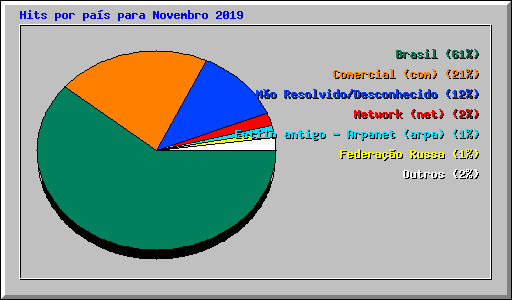 Hits por país para Novembro 2019
Brasil (61%)
Comercial (com) (21%)
Não Resolvido/Desconhecido (12%)
Network (net) (2%)
Estilo antigo - Arpanet (arpa) (1%)
Federação Russa (1%)
Outros (2%)